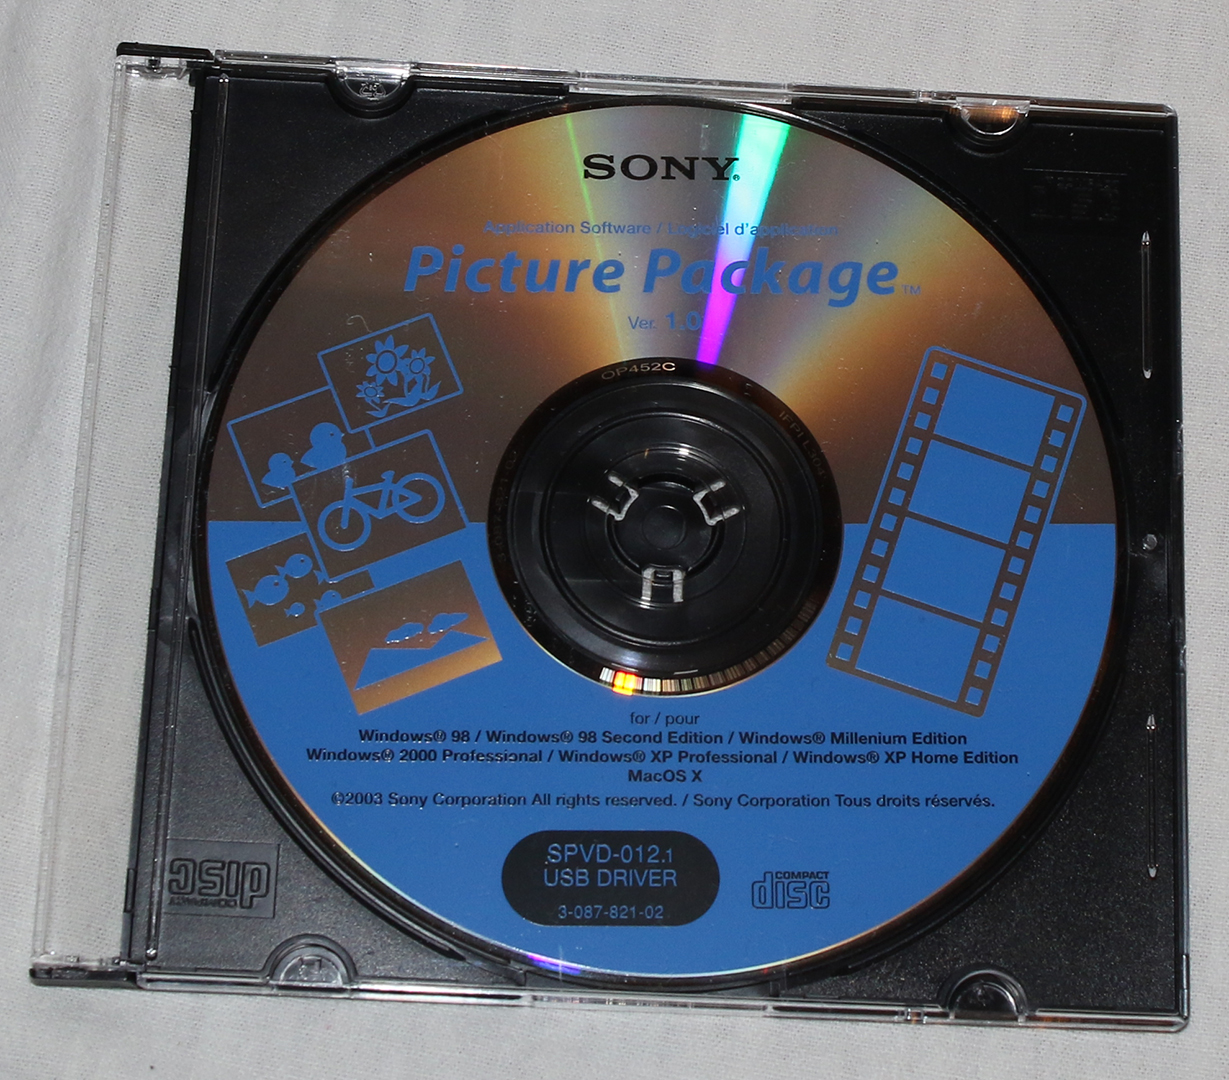 SONY®
Application Software / Logiciel d'application
Picture Package™
Ver. 1.0
OP452C
for / pour
Windows® 98 / Windows® 98 Second Edition / Windows® Millenium Edition
Windows® 2000 Professional / Windows® XP Professional / Windows® XP Home Edition
MacOS X
©2003 Sony Corporation All rights reserved. / Sony Corporation Tous droits réservés.
SPVD-012.1
USB DRIVER
3-087-821-02
COMPACT
disc
COMPACT
disc